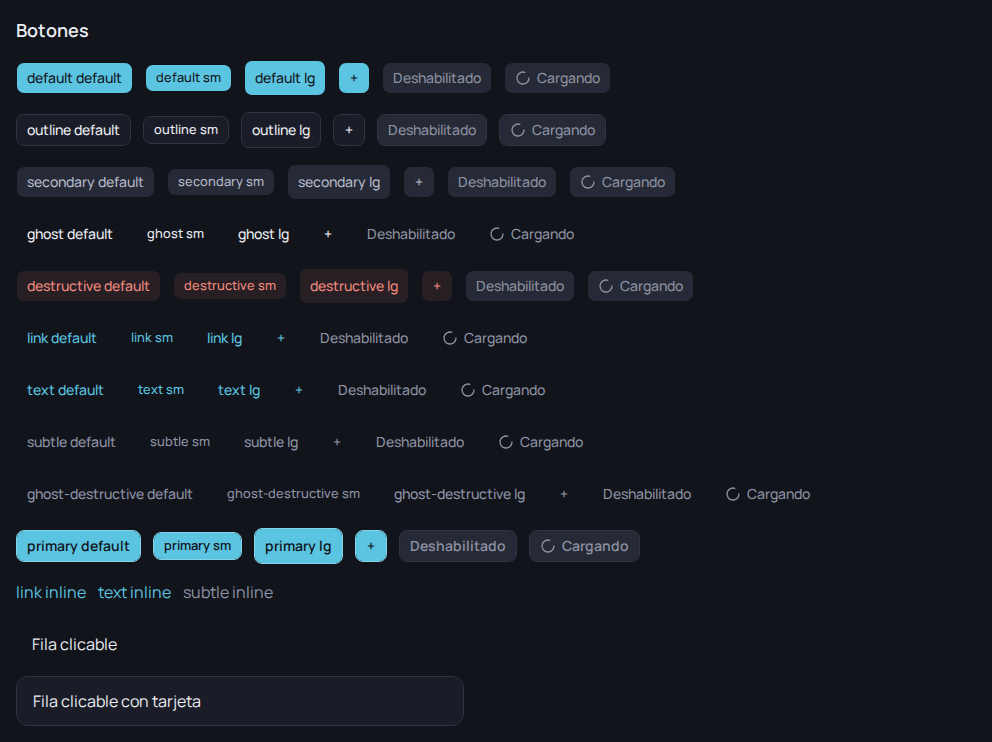 Botones
default default default sm default lg + Deshabilitado Cargando
outline default outline sm outline lg + Deshabilitado Cargando
secondary default secondary sm secondary lg + Deshabilitado Cargando
ghost default ghost sm ghost lg + Deshabilitado Cargando
destructive default destructive sm destructive lg + Deshabilitado Cargando
link default link sm link lg + Deshabilitado Cargando
text default text sm text lg + Deshabilitado Cargando
subtle default subtle sm subtle lg + Deshabilitado Cargando
ghost-destructive default ghost-destructive sm ghost-destructive lg + Deshabilitado Cargando
primary default primary sm primary lg + Deshabilitado Cargando
link inline text inline subtle inline
Fila clicable
Fila clicable con tarjeta